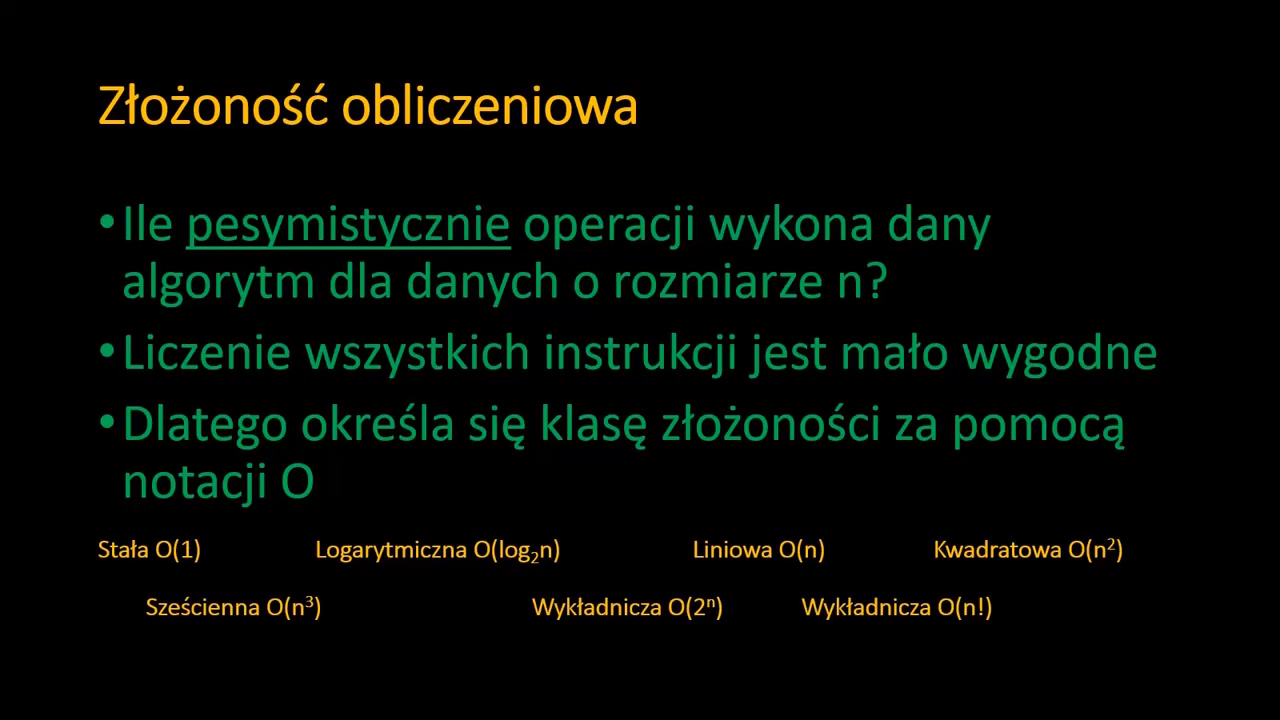 Złożoność obliczeniowa
•Ile pesymistycznie operacji wykona dany
algorytm dla danych o rozmiarze n?
•Liczenie wszystkich instrukcji jest mało wygodne
•Dlatego określa się klasę złożoności za pomocą
notacji O
Stała O(1) Logarytmiczna O(log₂n) Liniowa O(n) Kwadratowa O(n²)
Sześcienna O(n³) Wykładnicza O(2ⁿ) Wykładnicza O(n!)